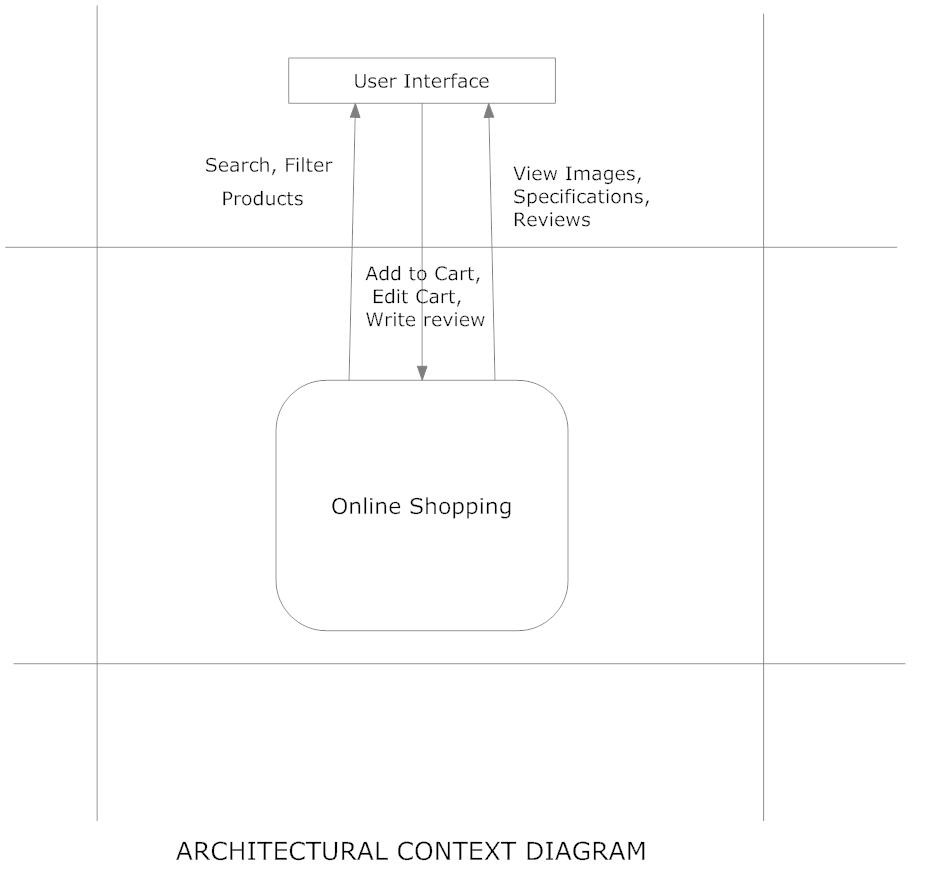 User Interface
Search, Filter
Products
View Images,
Specifications,
Reviews
Add to Cart,
Edit Cart,
Write review
Online Shopping
ARCHITECTURAL CONTEXT DIAGRAM